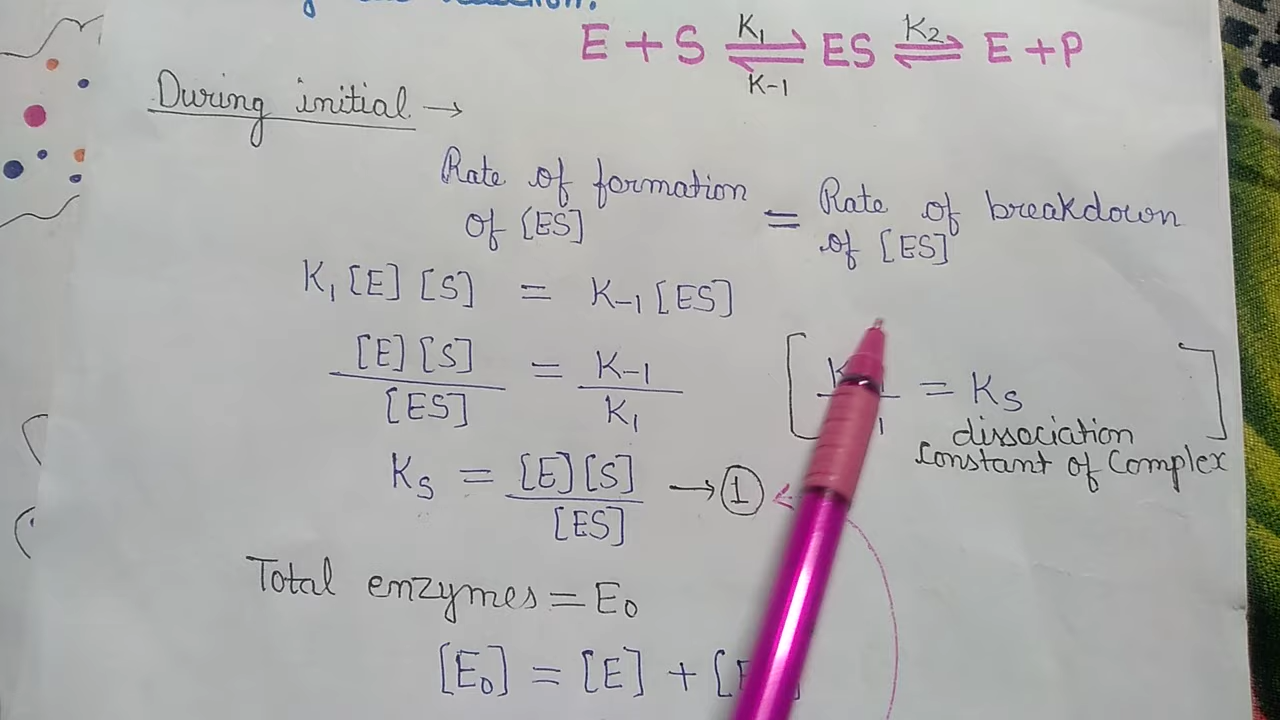 reaction.
E + S K₁ ⇌ K-1 ES K₂ ⇌ E + P
During initial →
Rate of formation of [ES] = Rate of breakdown of [ES]
K₁ [E] [S] = K-1 [ES]
[E] [S] / [ES] = K-1 / K₁
[ = Ks ]
dissociation
constant of Complex
Ks = [E] [S] / [ES] → ①
Total enzymes = E₀
[E₀] = [E] + [